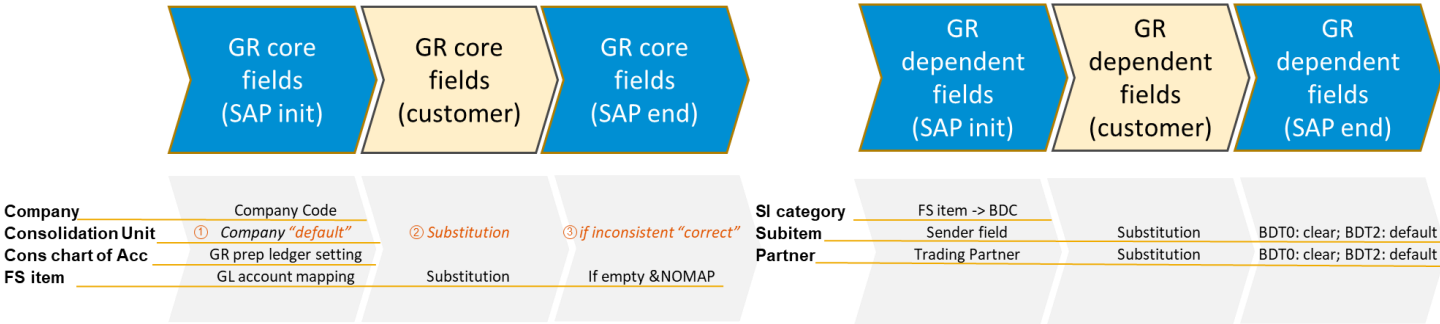 GR core
fields
(SAP init)
GR core
fields
(customer)
GR core
fields
(SAP end)
GR
dependent
fields
(SAP init)
GR
dependent
fields
(customer)
GR
dependent
fields
(SAP end)
Company Company Code
Consolidation Unit ① Company “default” ② Substitution ③ if inconsistent “correct”
Cons chart of Acc GR prep ledger setting
FS item GL account mapping Substitution If empty &NOMAP
SI category FS item -> BDC
Subitem Sender field Substitution BDT0: clear; BDT2: default
Partner Trading Partner Substitution BDT0: clear; BDT2: default